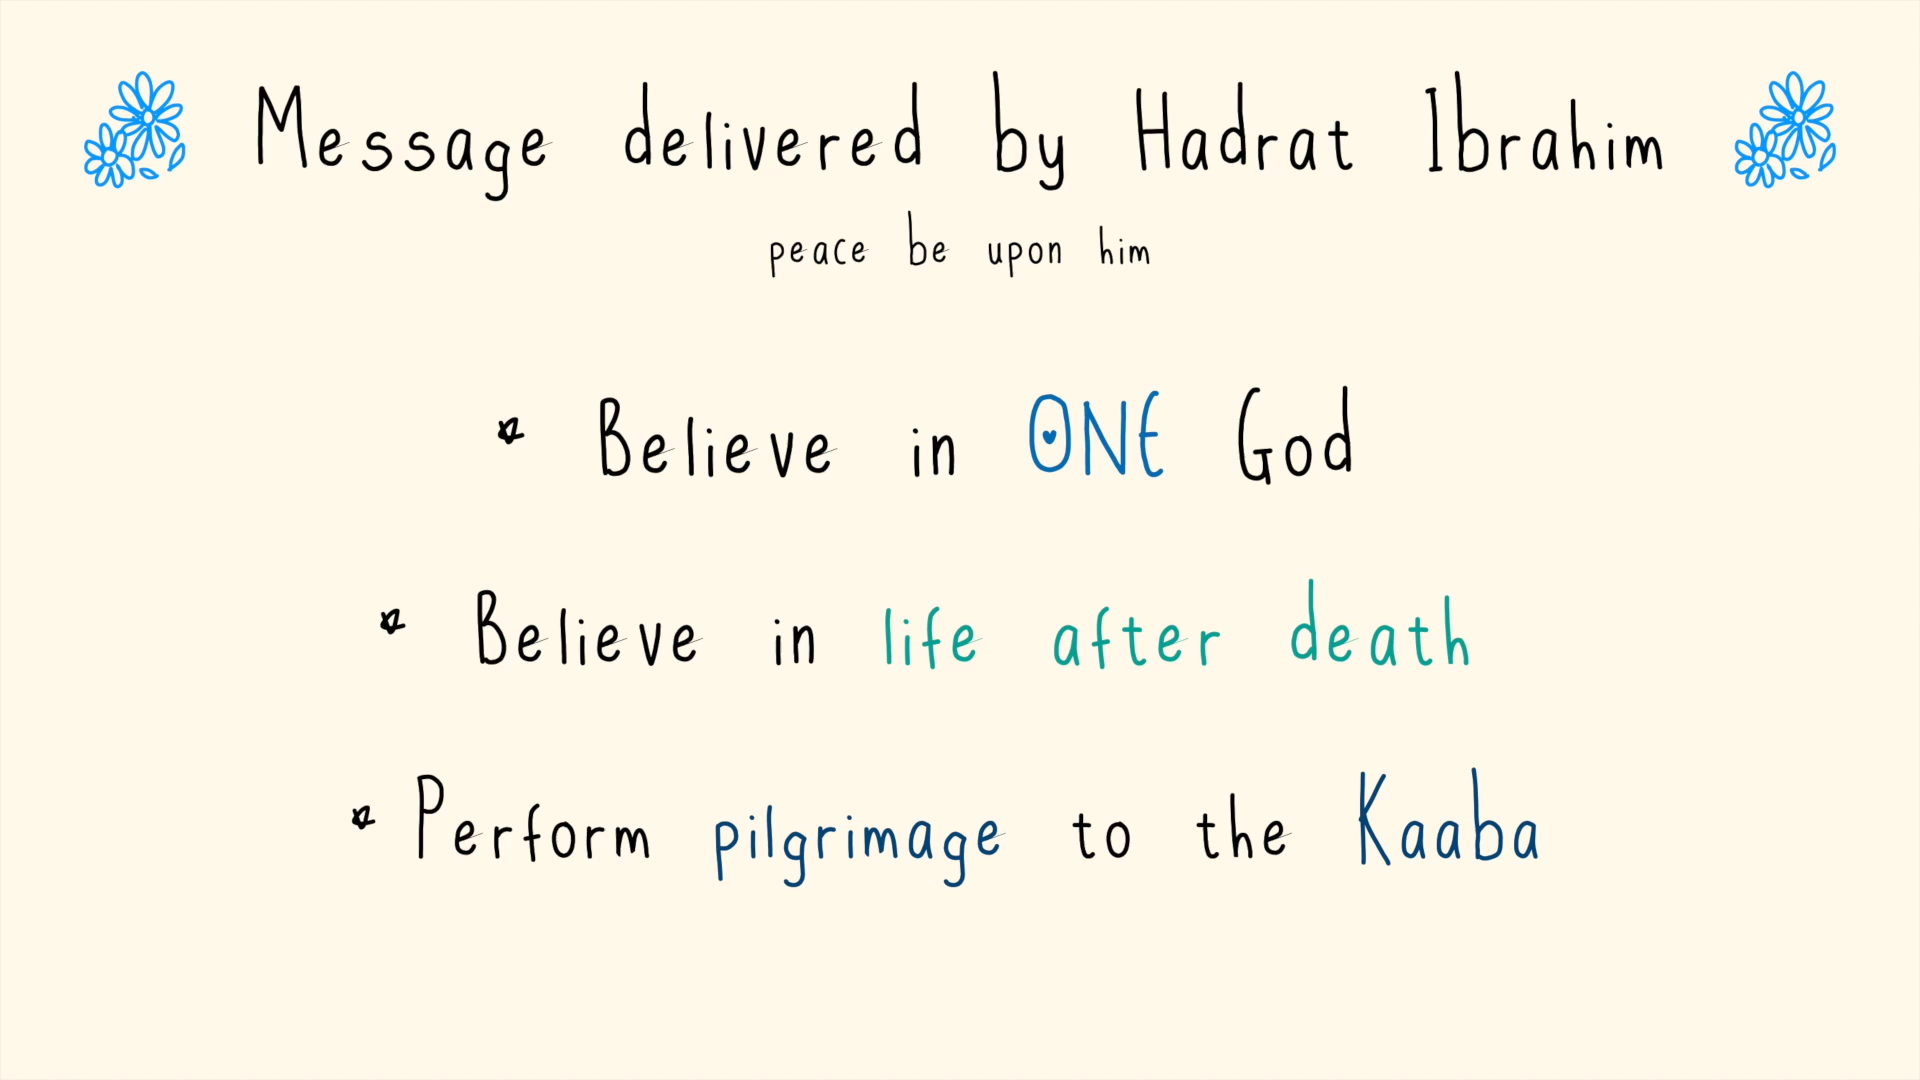 Message delivered by Hadrat Ibrahim
peace be upon him
* Believe in ONE God
* Believe in life after death
* Perform pilgrimage to the Kaaba